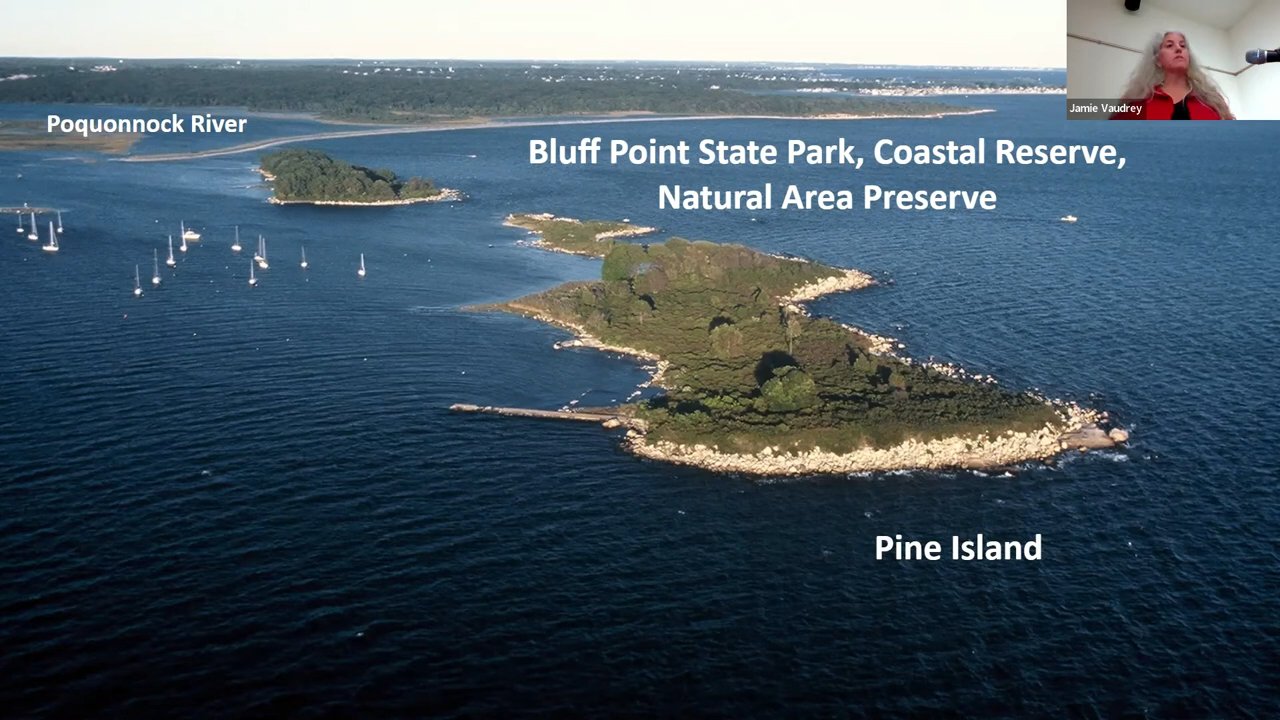 Jamie Vaudrey
Poquonnock River
Bluff Point State Park, Coastal Reserve,
Natural Area Preserve
Pine Island